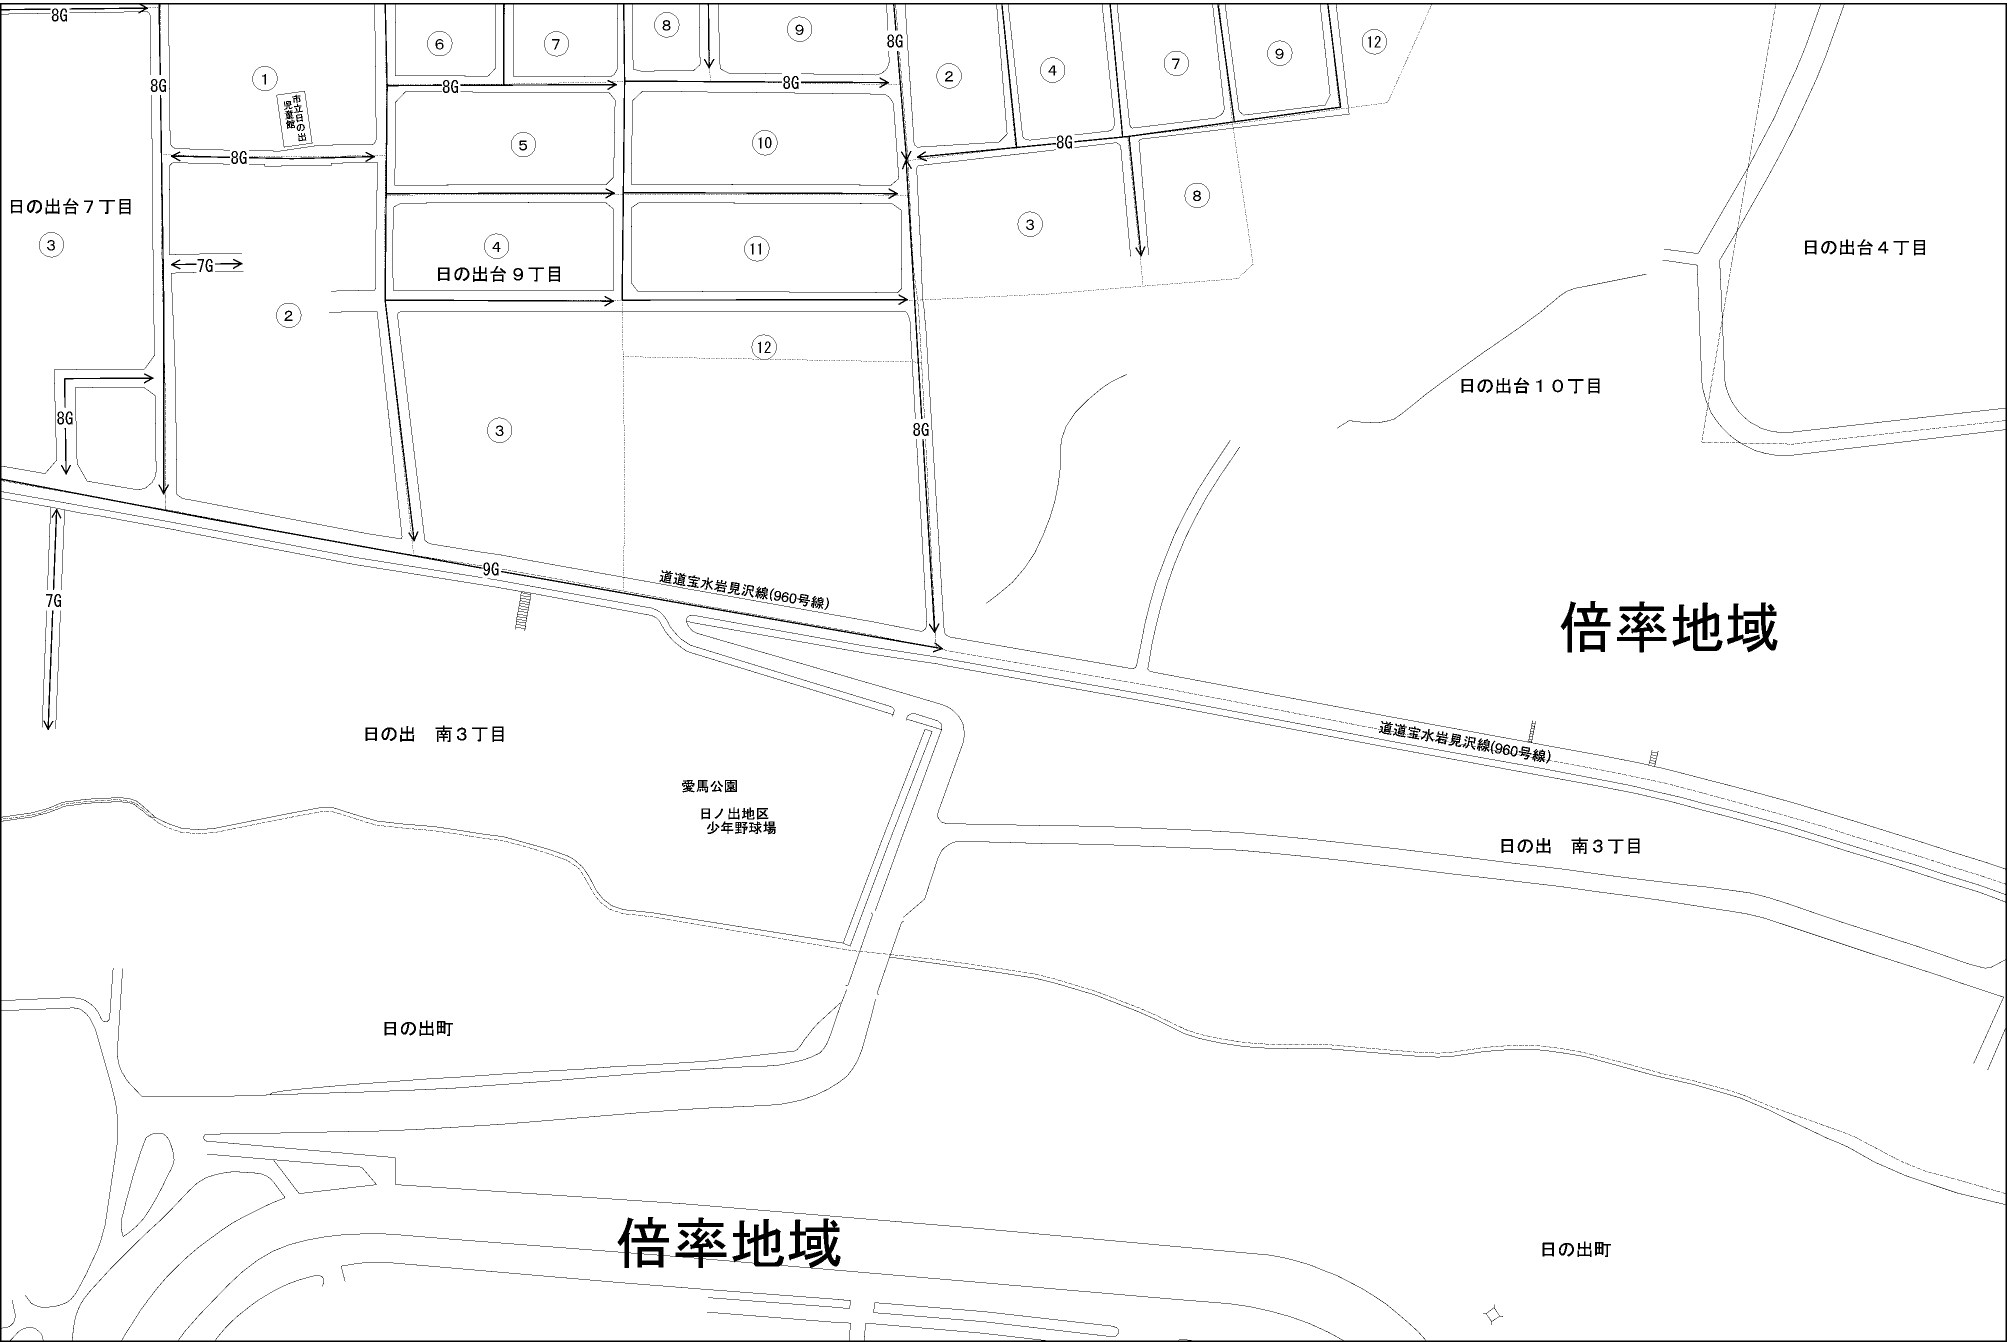 8G
8G
⑥
⑦
⑧
⑨
8G
②
④
⑦
⑨
⑫
①
市立日の出
児童館
8G
8G
8G
⑤
⑩
8G
8G
日の出台７丁目
③
7G
④
日の出台９丁目
⑪
③
⑧
日の出台４丁目
②
⑫
日の出台１０丁目
8G
③
8G
9G
7G
道道宝水岩見沢線(960号線)
倍率地域
日の出　南３丁目
道道宝水岩見沢線(960号線)
愛馬公園
日ノ出地区
少年野球場
日の出　南３丁目
日の出町
倍率地域
日の出町